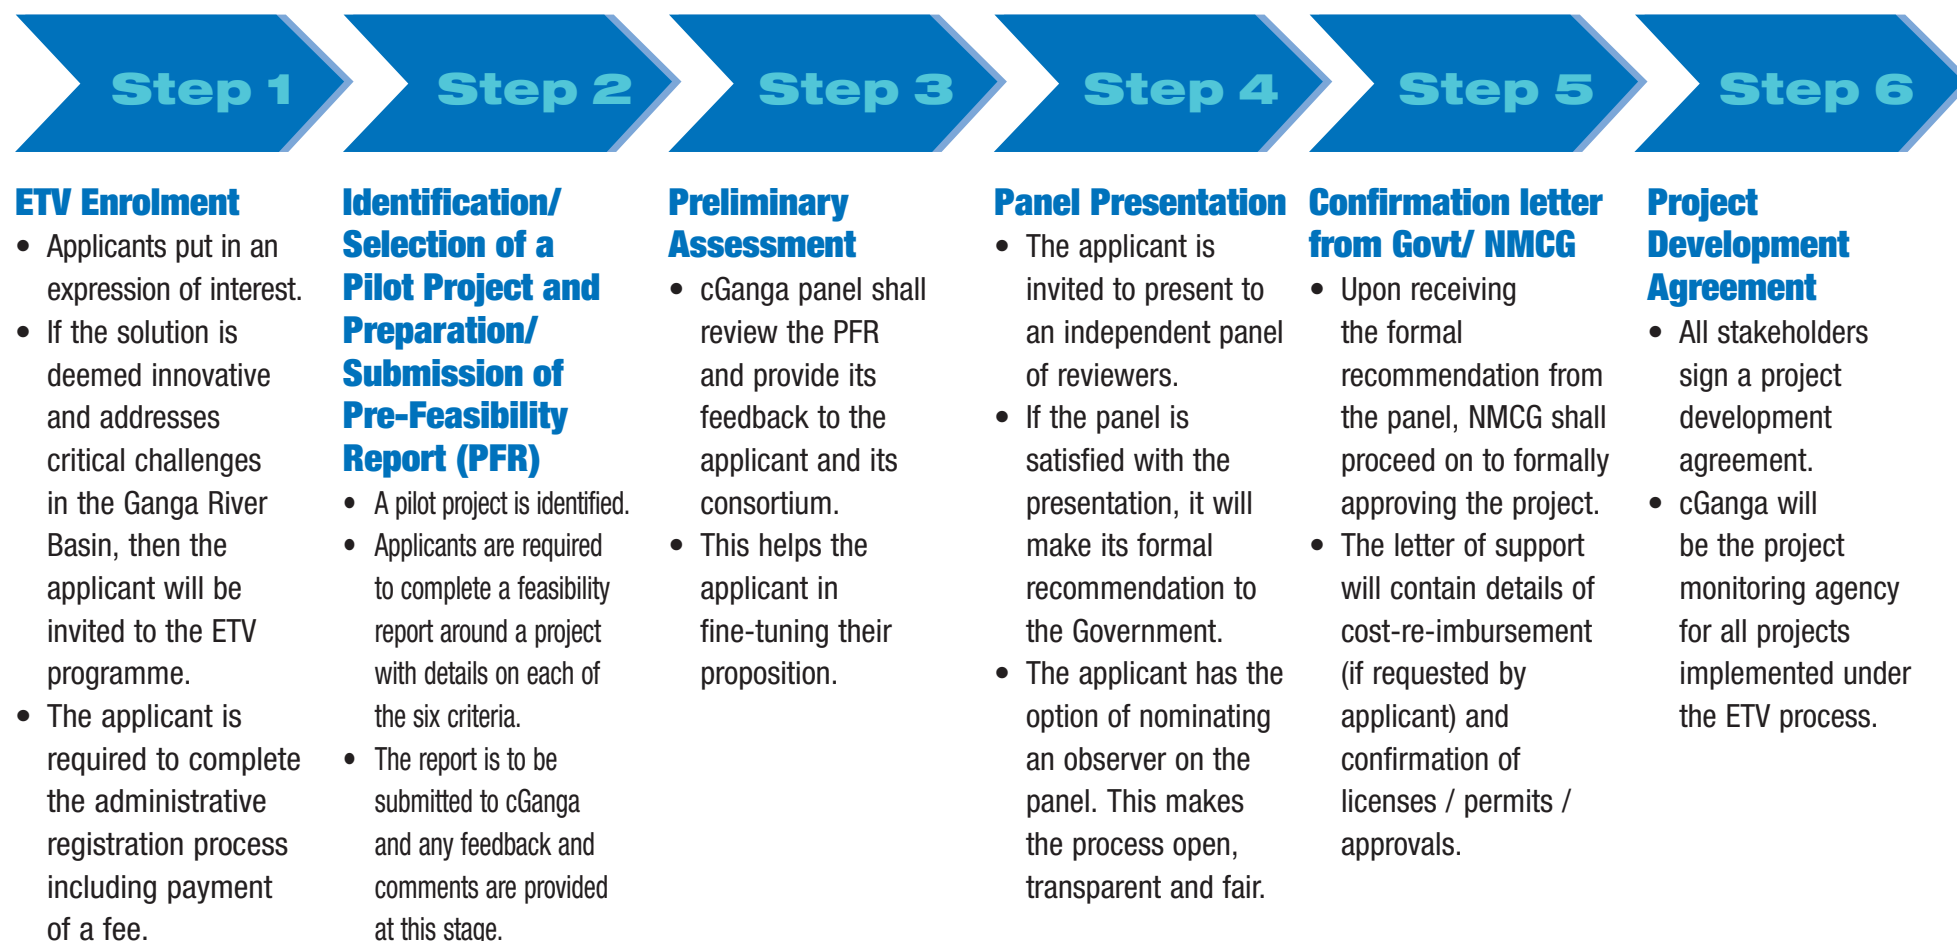 Step 1
Step 2
Step 3
Step 4
Step 5
Step 6
ETV Enrolment
• Applicants put in an
expression of interest.
• If the solution is
deemed innovative
and addresses
critical challenges
in the Ganga River
Basin, then the
applicant will be
invited to the ETV
programme.
• The applicant is
required to complete
the administrative
registration process
including payment
of a fee.
Identification/
Selection of a
Pilot Project and
Preparation/
Submission of
Pre-Feasibility
Report (PFR)
• A pilot project is identified.
• Applicants are required
to complete a feasibility
report around a project
with details on each of
the six criteria.
• The report is to be
submitted to cGanga
and any feedback and
comments are provided
at this stage.
Preliminary
Assessment
• cGanga panel shall
review the PFR
and provide its
feedback to the
applicant and its
consortium.
• This helps the
applicant in
fine-tuning their
proposition.
Panel Presentation
• The applicant is
invited to present to
an independent panel
of reviewers.
• If the panel is
satisfied with the
presentation, it will
make its formal
recommendation to
the Government.
• The applicant has the
option of nominating
an observer on the
panel. This makes
the process open,
transparent and fair.
Confirmation letter
from Govt/ NMCG
• Upon receiving
the formal
recommendation from
the panel, NMCG shall
proceed on to formally
approving the project.
• The letter of support
will contain details of
cost-re-imbursement
(if requested by
applicant) and
confirmation of
licenses / permits /
approvals.
Project
Development
Agreement
• All stakeholders
sign a project
development
agreement.
• cGanga will
be the project
monitoring agency
for all projects
implemented under
the ETV process.